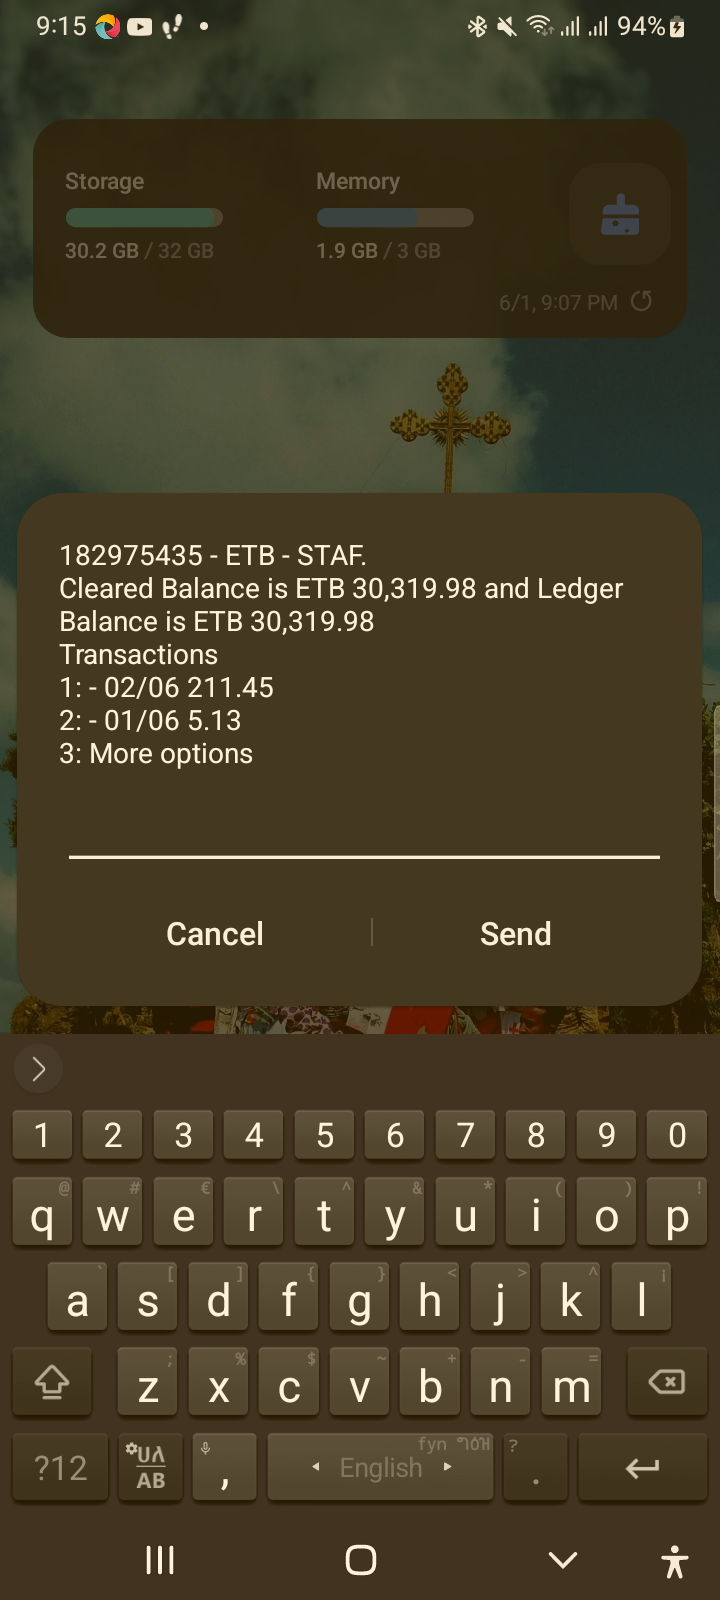 9:15 94%
Storage Memory
30.2 GB / 32 GB 1.9 GB / 3 GB
6/1, 9:07 PM
182975435 - ETB - STAF.
Cleared Balance is ETB 30,319.98 and Ledger
Balance is ETB 30,319.98
Transactions
1: - 02/06 211.45
2: - 01/06 5.13
3: More options
Cancel Send
1 2 3 4 5 6 7 8 9 0
@ # € \ ^ & * ( ) !
q w e r t y u i o p
` [ ] { } < > ^ ¡
a s d f g h j k l
; % $ ~ + - =
z x c v b n m
fyn ?
?12 AB , English .